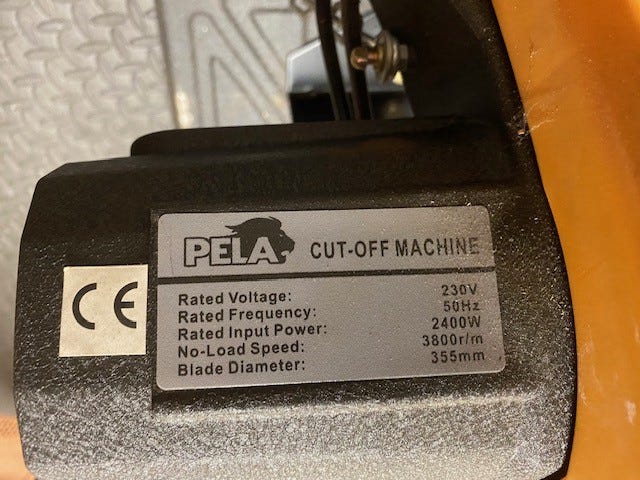 PELA CUT-OFF MACHINE
CE
Rated Voltage: 230V
Rated Frequency: 50Hz
Rated Input Power: 2400W
No-Load Speed: 3800r/m
Blade Diameter: 355mm